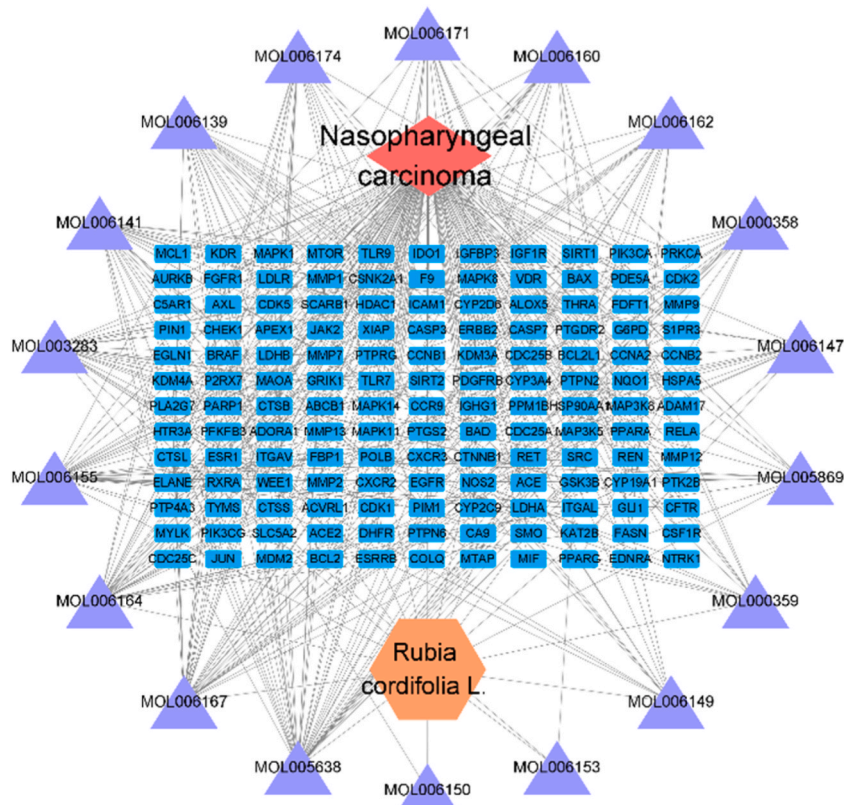 MOL006171
MOL006174
MOL006160
MOL006139
MOL006162
Nasopharyngeal
carcinoma
MOL006141
MOL000358
MCL1 KDR MAPK1 MTOR TLR9 IDO1 IGFBP3 IGF1R SIRT1 PIK3CA PRKCA
AURKB FGFR1 LDLR MMP1 CSNK2A1 F9 MAPK8 VDR BAX PDE5A CDK2
C5AR1 AXL CDK5 SCARB1 HDAC1 ICAM1 CYP2D6 ALOX5 THRA FDFT1 MMP9
PIN1 CHEK1 APEX1 JAK2 XIAP CASP3 ERBB2 CASP7 PTGDR2 G6PD S1PR3
MOL003283
MOL006147
EGLN1 BRAF LDHB MMP7 PTPRG CCNB1 KDM3A CDC25B BCL2L1 CCNA2 CCNB2
KDM4A P2RX7 MAOA GRIK1 TLR7 SIRT2 PDGFRB CYP3A4 PTPN2 NQO1 HSPA5
PLA2G7 PARP1 CTSB ABCB1 MAPK14 CCR9 IGHG1 PPM1B HSP90AA1 MAP3K8 ADAM17
HTR3A PFKFB3 ADORA1 MMP13 MAPK11 PTGS2 BAD CDC25A MAP3K5 PPARA RELA
CTSL ESR1 ITGAV FBP1 POLB CXCR3 CTNNB1 RET SRC REN MMP12
MOL006155
MOL005869
ELANE RXRA WEE1 MMP2 CXCR2 EGFR NOS2 ACE GSK3B CYP19A1 PTK2B
PTP4A3 TYMS CTSS ACVRL1 CDK1 PIM1 CYP2C9 LDHA ITGAL GLI1 CFTR
MYLK PIK3CG SLC5A2 ACE2 DHFR PTPN6 CA9 SMO KAT2B FASN CSF1R
CDC25C JUN MDM2 BCL2 ESRRB COLQ MTAP MIF PPARG EDNRA NTRK1
MOL006164
MOL000359
Rubia
cordifolia L.
MOL006167
MOL006149
MOL005638
MOL006153
MOL006150